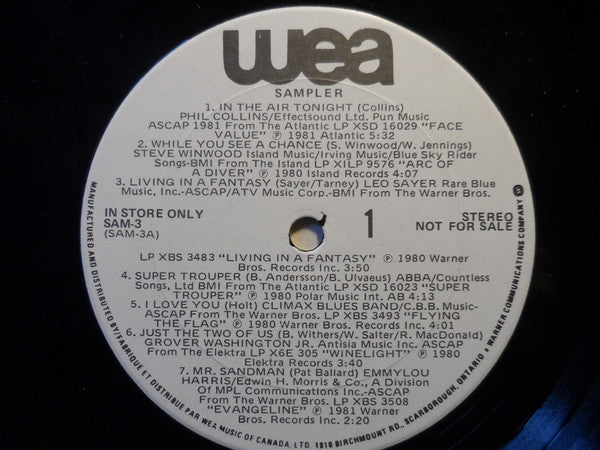 wea
SAMPLER
1. IN THE AIR TONIGHT (Collins)
PHIL COLLINS/Effectsound Ltd. Pun Music
ASCAP 1981 From The Atlantic LP XSD 16029 "FACE
VALUE" ℗ 1981 Atlantic 5:32
2. WHILE YOU SEE A CHANCE (S. Winwood/W. Jennings)
STEVE WINWOOD Island Music/Irving Music/Blue Sky Rider
Songs-BMI From The Island LP XILP 9576 "ARC OF
A DIVER" ℗ 1980 Island Records 4:07
3. LIVING IN A FANTASY (Sayer/Tarney) LEO SAYER Rare Blue
Music, Inc.-ASCAP/ATV Music Corp.-BMI From The Warner Bros.
IN STORE ONLY
SAM-3
(SAM-3A)
1
STEREO
NOT FOR SALE
LP XBS 3483 "LIVING IN A FANTASY" ℗ 1980 Warner
Bros. Records Inc. 3:50
4. SUPER TROUPER (B. Andersson/B. Ulvaeus) ABBA/Countless
Songs, Ltd BMI From The Atlantic LP XSD 16023 "SUPER
TROUPER" ℗ 1980 Polar Music Int. AB 4:13
5. I LOVE YOU (Holt) CLIMAX BLUES BAND/C.B.B. Music-
ASCAP From The Warner Bros. LP XBS 3493 "FLYING
THE FLAG" ℗ 1980 Warner Bros. Records Inc. 4:01
6. JUST THE TWO OF US (B. Withers/W. Salter/R. MacDonald)
GROVER WASHINGTON JR. Antisia Music Inc. ASCAP
From The Elektra LP X6E 305 "WINELIGHT" ℗ 1980
Elektra Records 3:40
7. MR. SANDMAN (Pat Ballard) EMMYLOU
HARRIS/Edwin H. Morris & Co., A Division
Of MPL Communications Inc.-ASCAP
From The Warner Bros. LP XBS 3508
"EVANGELINE" ℗ 1981 Warner
Bros. Records Inc. 2:20
MANUFACTURED AND DISTRIBUTED BY/FABRIQUE ET DISTRIBUE PAR WEA MUSIC OF CANADA, LTD. 1810 BIRCHMOUNT RD., SCARBOROUGH, ONTARIO • A WARNER COMMUNICATIONS COMPANY